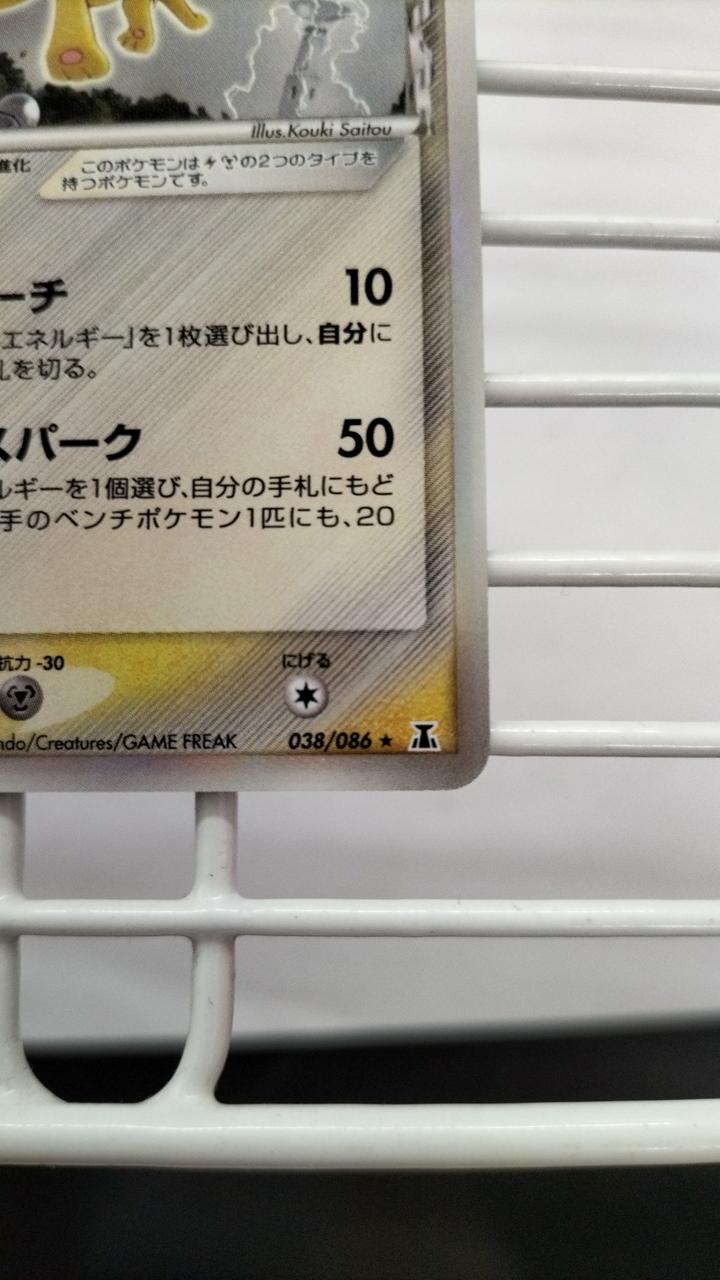 Illus.Kouki Saitou
進化
このポケモンは の2つのタイプを
持つポケモンです。
ーチ 10
エネルギー」を1枚選び出し、自分に
札を切る。
スパーク 50
ルギーを1個選び、自分の手札にもど
手のベンチポケモン1匹にも、20
抗力 -30 にげる
ndo/Creatures/GAME FREAK 038/086 ★